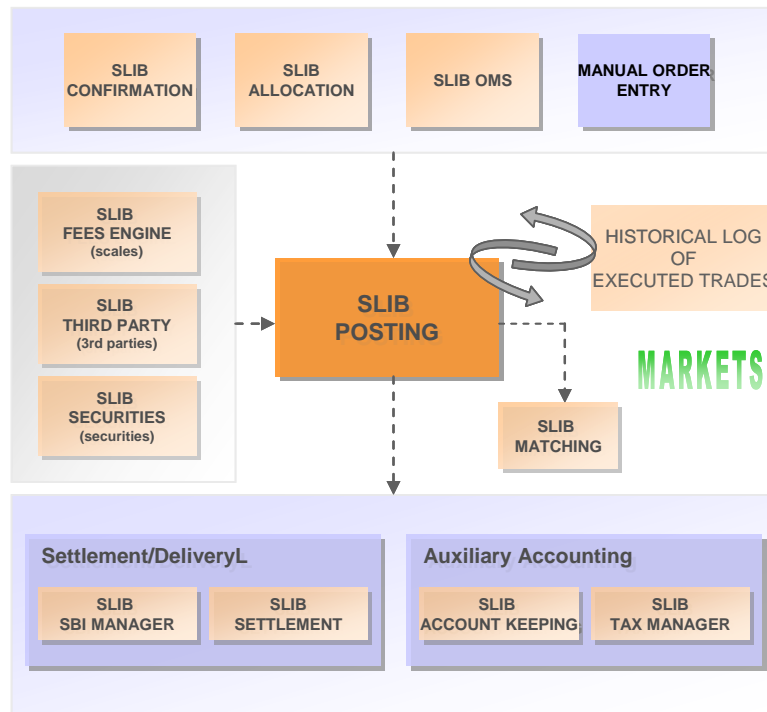 SLIB
CONFIRMATION
SLIB
ALLOCATION
SLIB OMS
MANUAL ORDER
ENTRY
SLIB
FEES ENGINE
(scales)
SLIB
THIRD PARTY
(3rd parties)
SLIB
SECURITIES
(securities)
SLIB
POSTING
HISTORICAL LOG
OF
EXECUTED TRADES
MARKETS
SLIB
MATCHING
Settlement/DeliveryL
SLIB
SBI MANAGER
SLIB
SETTLEMENT
Auxiliary Accounting
SLIB
ACCOUNT KEEPING
SLIB
TAX MANAGER